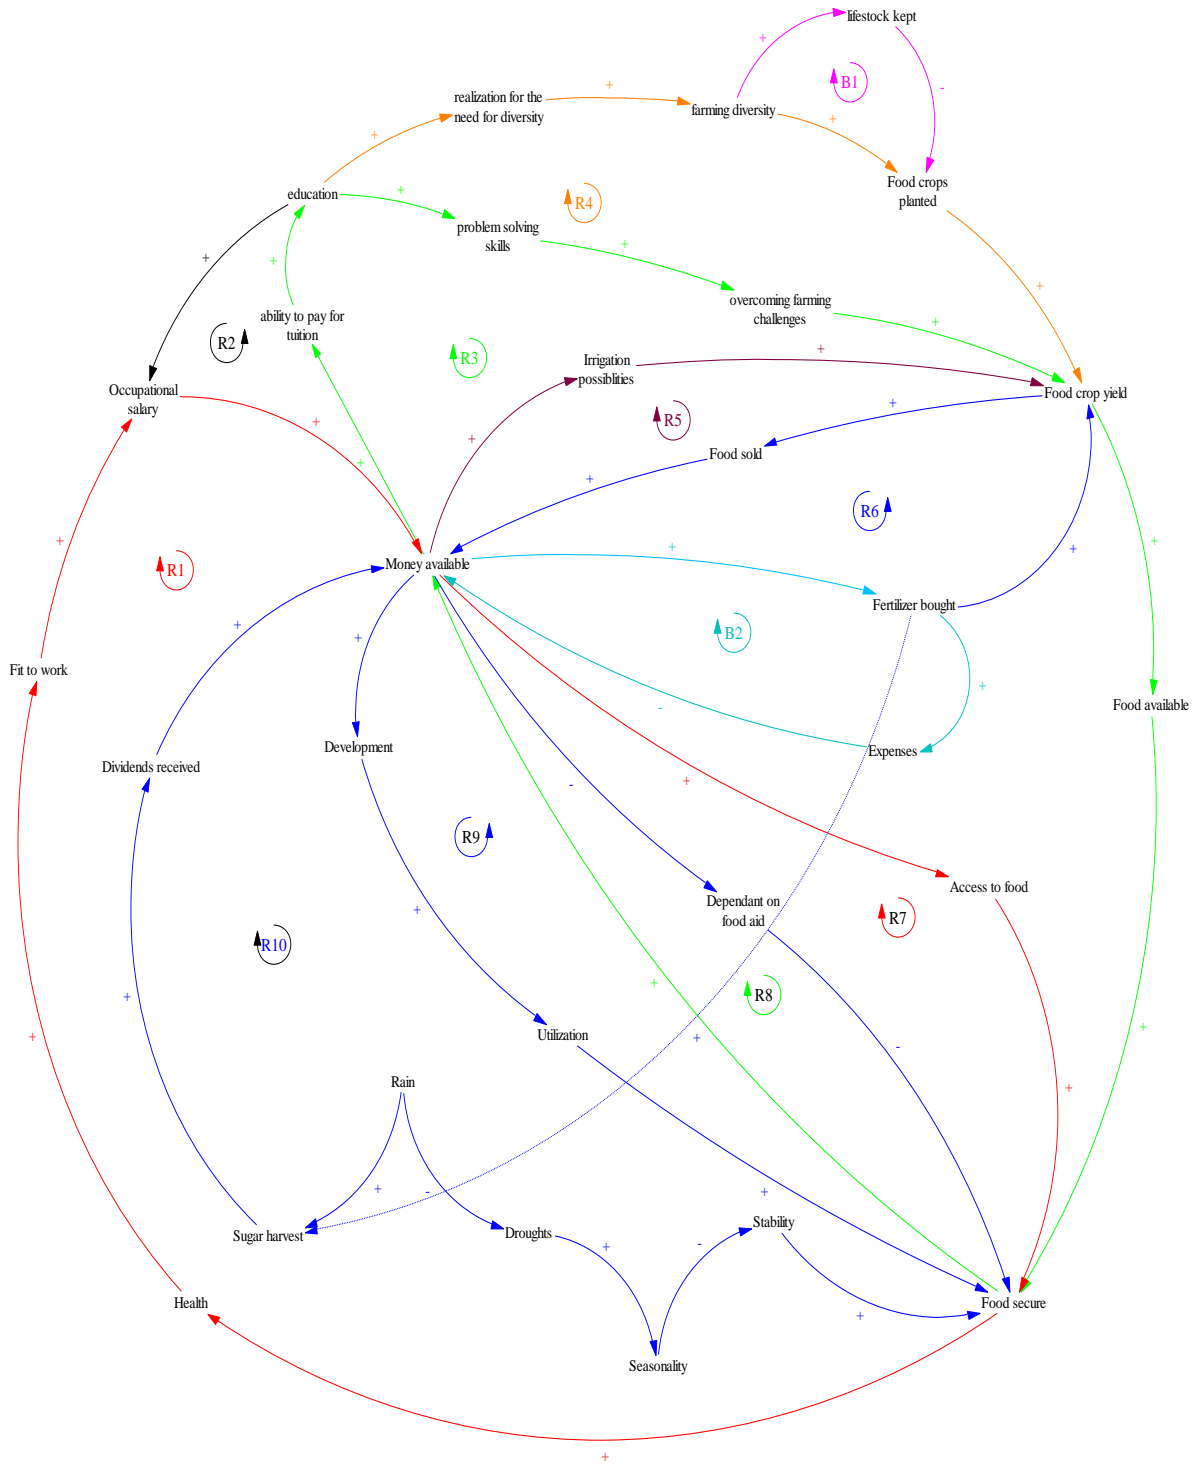 lifestock kept
+
B1
-
realization for the
need for diversity
+
farming diversity
+
+
Food crops
planted
education
+
R4
problem solving
skills
+
+
+
+
overcoming farming
challenges
+
ability to pay for
tuition
R2
R3
Irrigation
possiblities
+
+
Occupational
salary
Food crop yield
+
+
R5
+
+
Food sold
+
R6
+
+
+
Money available
R1
+
Fertilizer bought
+
B2
+
+
Fit to work
+
-
Food available
Development
Expenses
Dividends received
+
-
R9
Access to food
Dependant on
food aid
+
R7
R10
+
+
R8
+
+
+
-
Utilization
Rain
+
+
-
+
Sugar harvest
Droughts
Stability
+
-
Health
Food secure
+
Seasonality
+